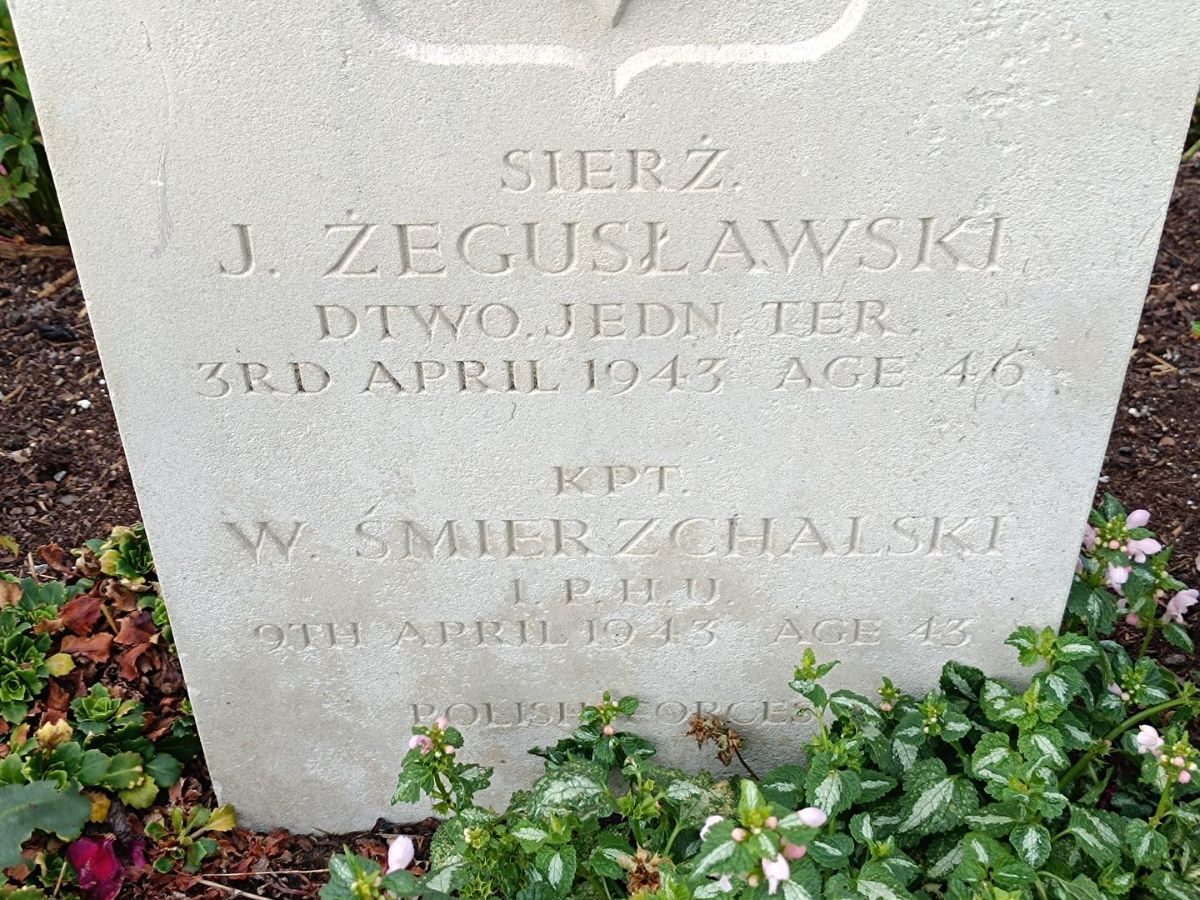 SIERŻ.
J. ŻEGUSŁAWSKI
DTWO. JEDN. TER.
3RD APRIL 1943 AGE 46
KPT.
W. ŚMIERZCHALSKI
1. P. H. U.
9TH APRIL 1943 AGE 43
POLISH FORCES